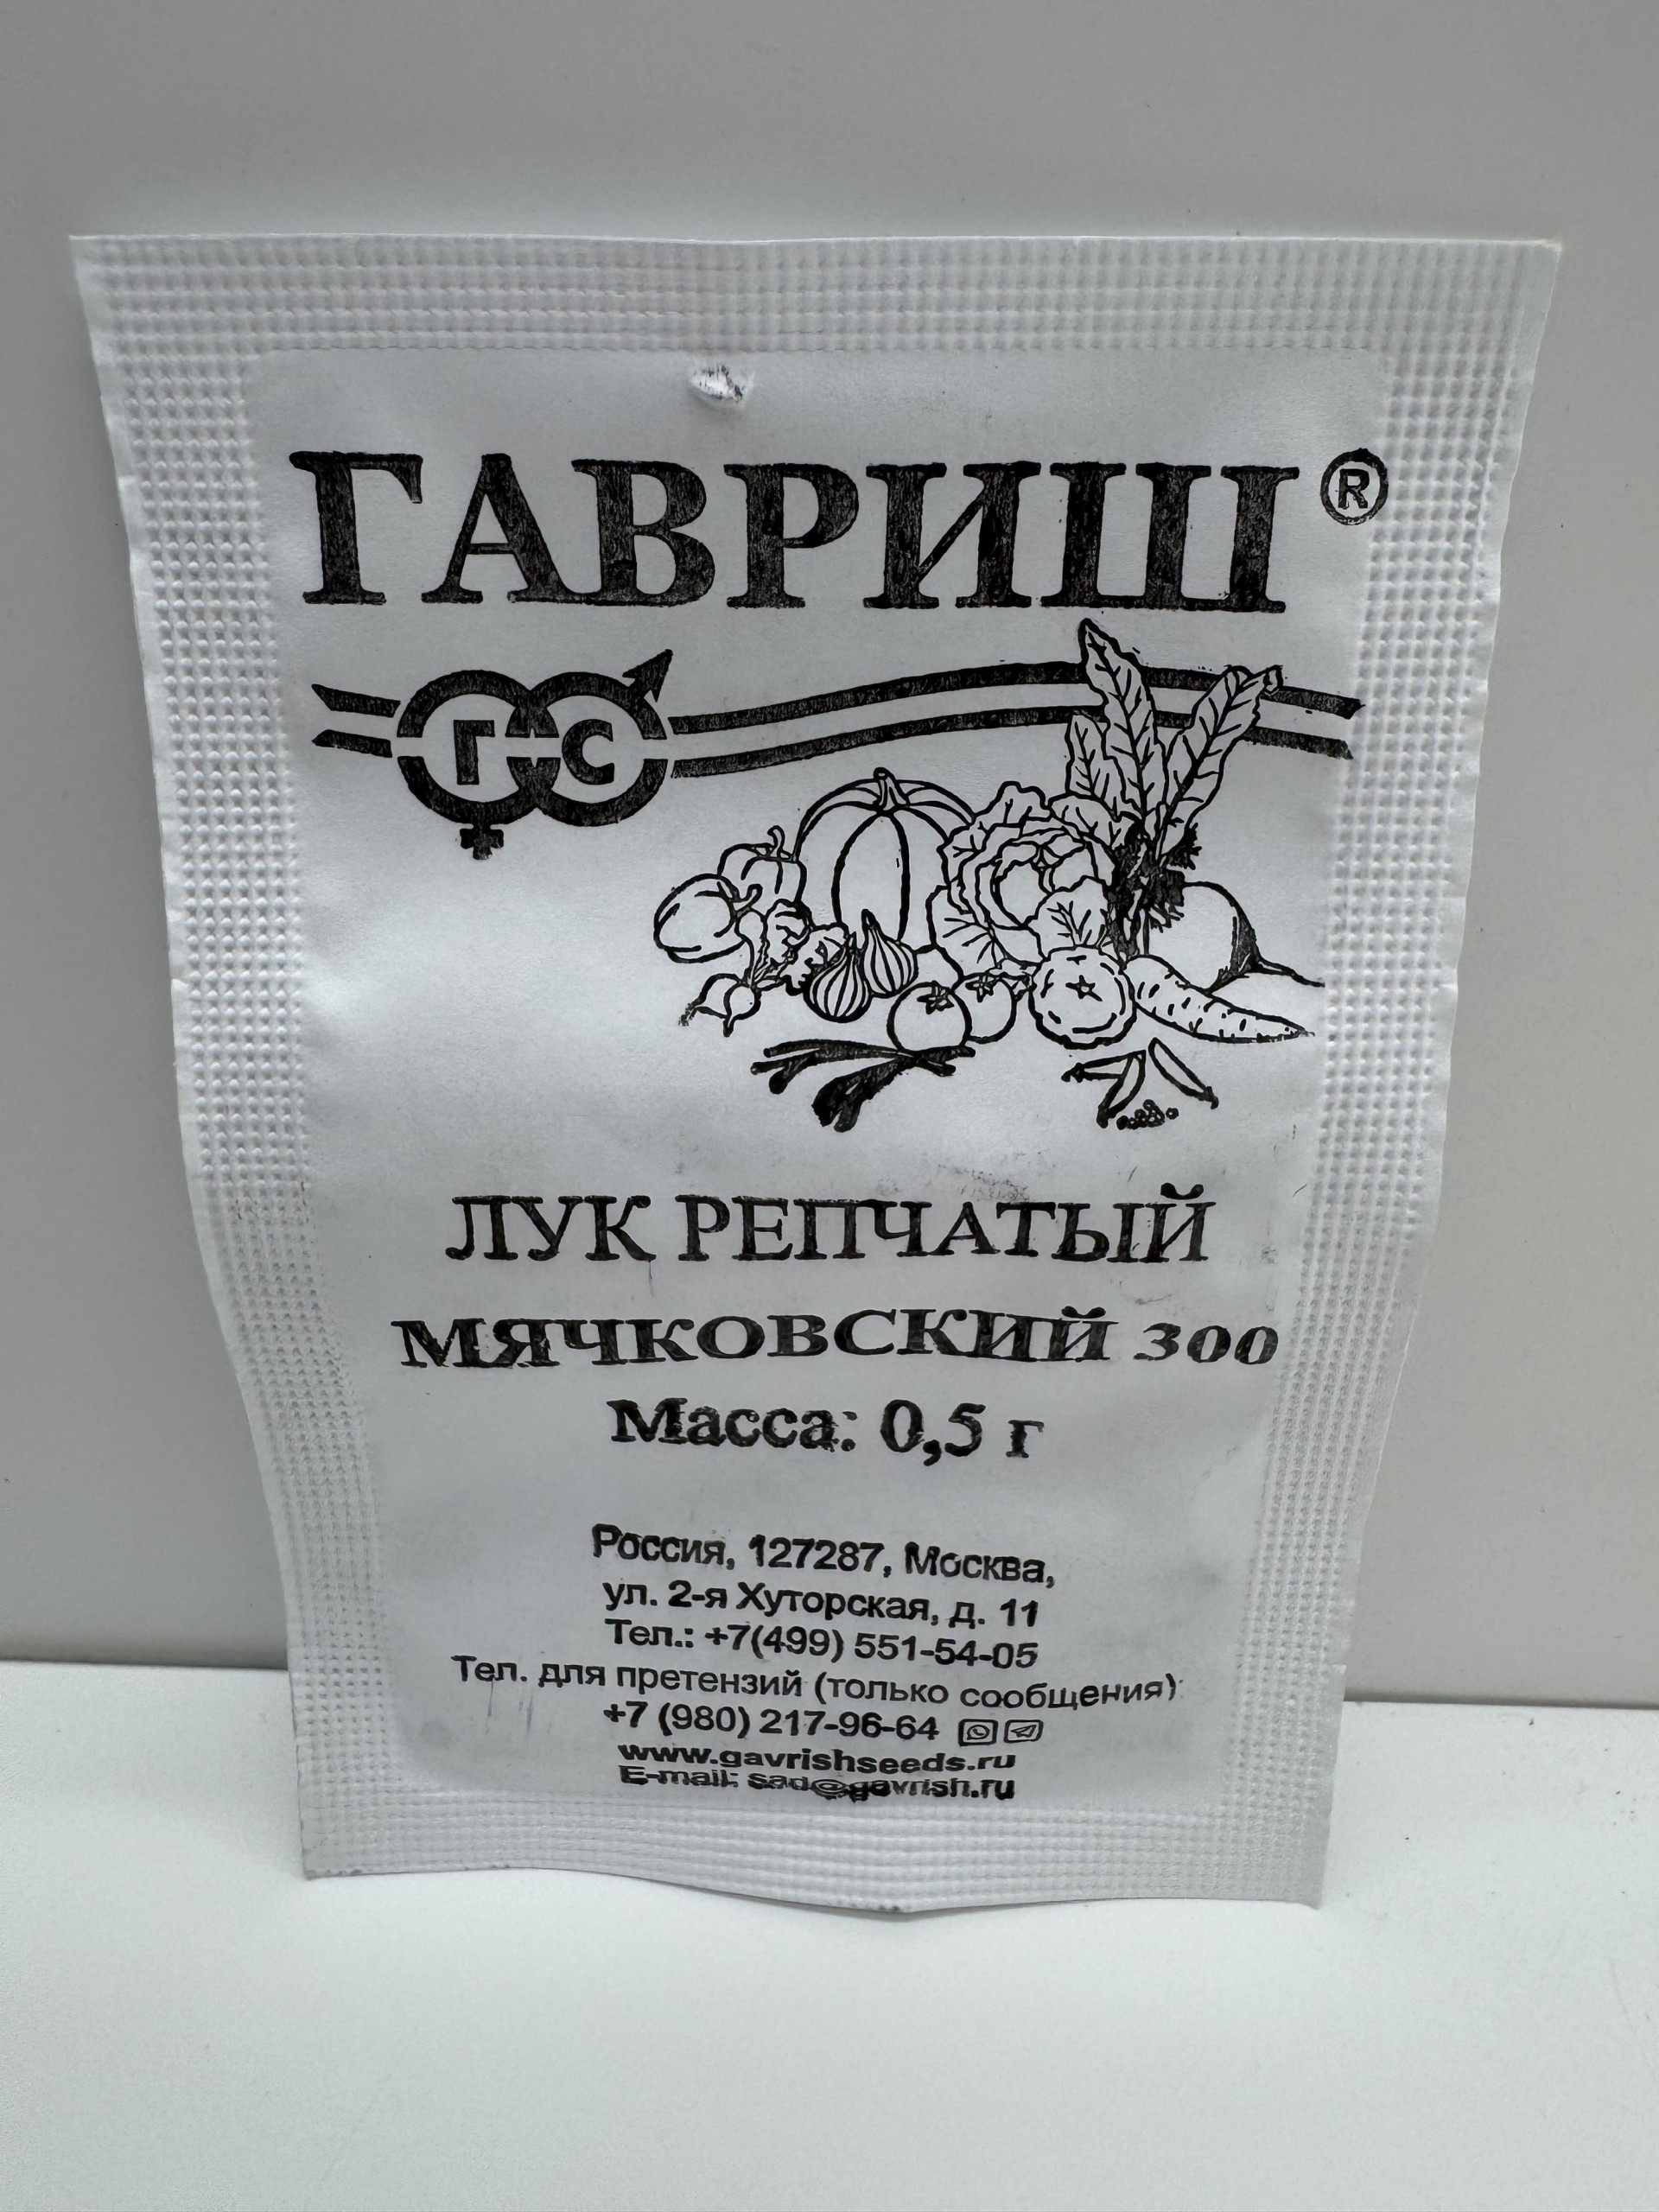 ГАВРИШ®
Г С
ЛУК РЕПЧАТЫЙ
МЯЧКОВСКИЙ 300
Масса: 0,5 г
Россия, 127287, Москва,
ул. 2-я Хуторская, д. 11
Тел.: +7(499) 551-54-05
Тел. для претензий (только сообщения)
+7 (980) 217-96-64
www.gavrishseeds.ru
E-mail: sad@gavrish.ru